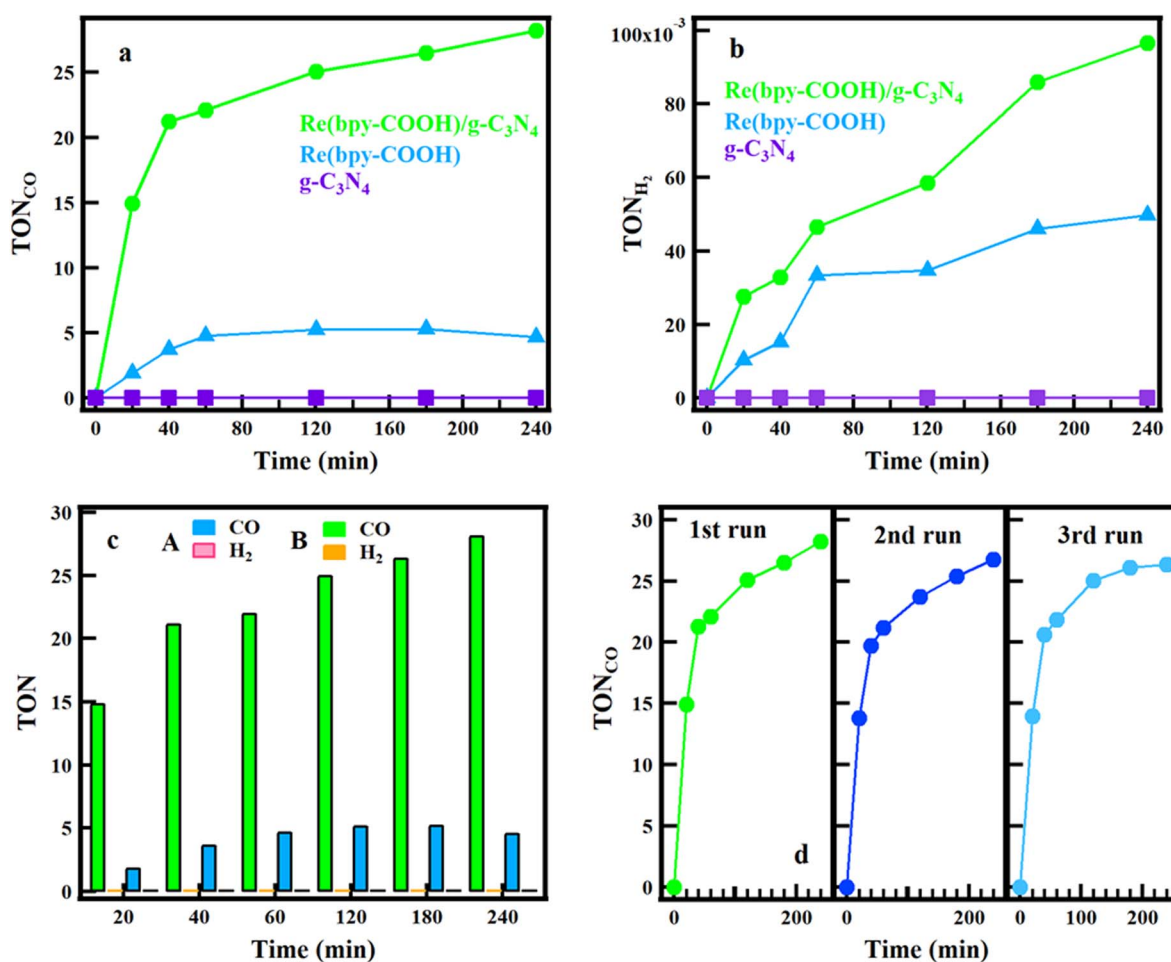 a
25
20
15
10
5
0
TON_CO
Re(bpy-COOH)/g-C₃N₄
Re(bpy-COOH)
g-C₃N₄
0 40 80 120 160 200 240
Time (min)
b
100x10⁻³
80
60
40
20
0
TON_H₂
Re(bpy-COOH)/g-C₃N₄
Re(bpy-COOH)
g-C₃N₄
0 40 80 120 160 200 240
Time (min)
c A CO B CO
H₂ H₂
30
25
20
15
10
5
0
TON
20 40 60 120 180 240
Time (min)
1st run 2nd run 3rd run
30
25
20
15
10
5
0
TON_CO
d
0 200 0 200 0 100 200
Time (min)